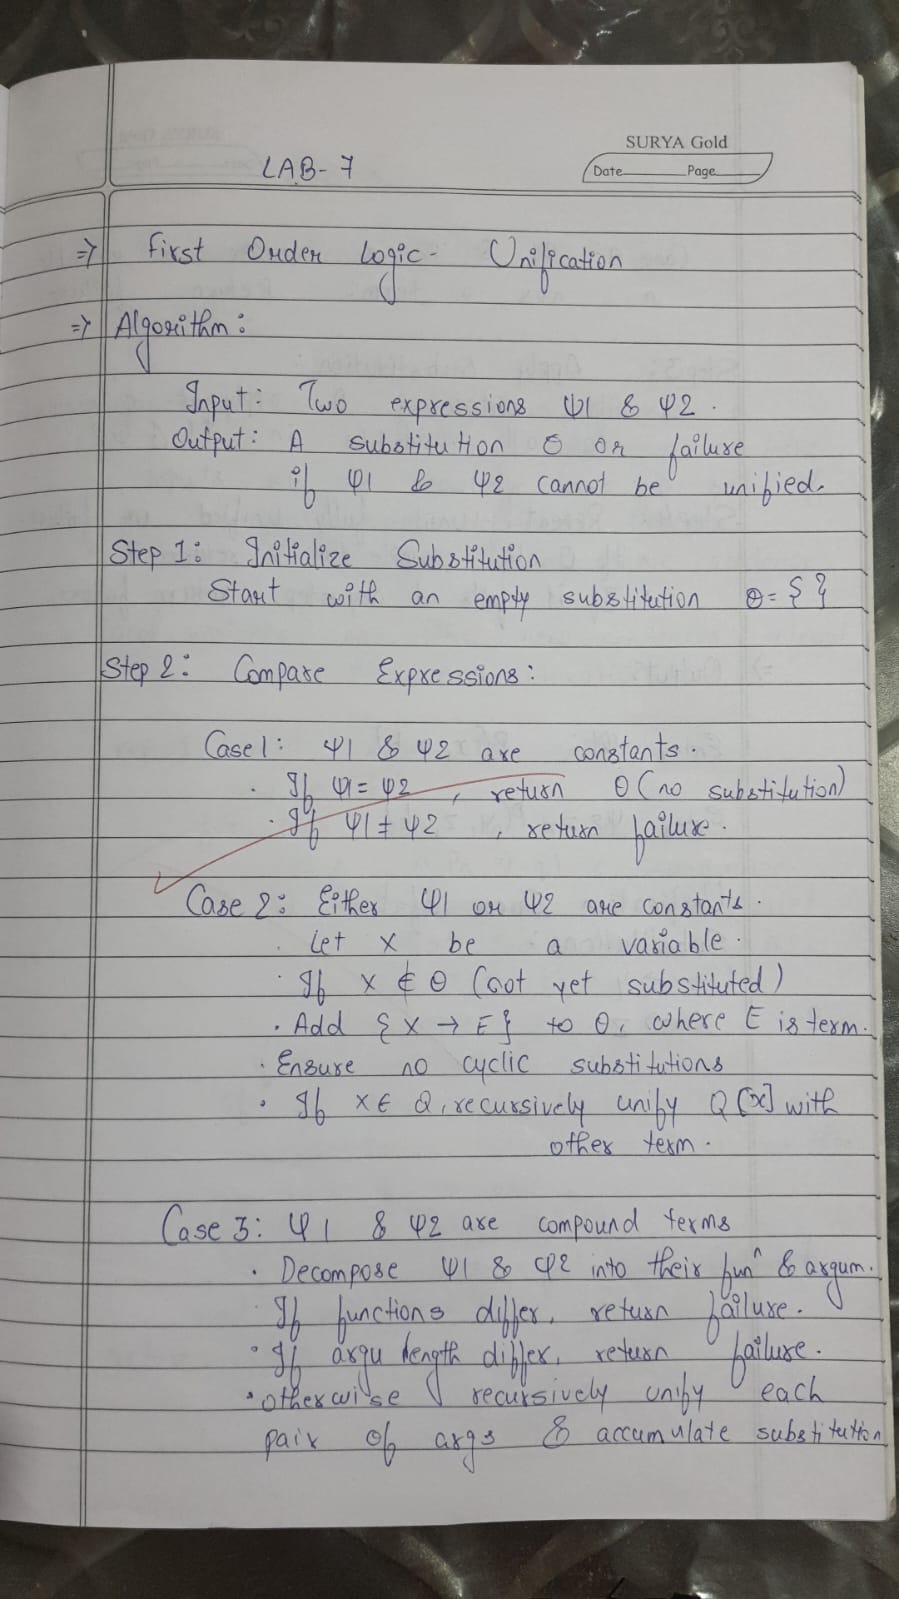 SURYA Gold
Date Page
LAB-7
=> First Order Logic - Unification
=> Algorithm:
Input: Two expressions ψ1 & ψ2.
Output: A substitution θ or failure
if ψ1 & ψ2 cannot be unified.
Step 1: Initialize Substitution
Start with an empty substitution θ = { }
Step 2: Compare Expressions:
Case1: ψ1 & ψ2 are constants.
· If ψ1 = ψ2, return θ (no substitution)
· If ψ1 ≠ ψ2, return failure.
Case 2: Either ψ1 or ψ2 are constants.
· Let x be a variable.
· If x ∉ θ (not yet substituted)
· Add {x → E} to θ, where E is term.
· Ensure no cyclic substitutions
· If x ∈ Q, recursively unify Q[x] with
other term.
Case 3: ψ1 & ψ2 are compound terms
· Decompose ψ1 & ψ2 into their funⁿ & argum.
· If functions differ, return failure.
· If argu length differ, return failure.
· otherwise recursively unify each
pair of args & accumulate substitution